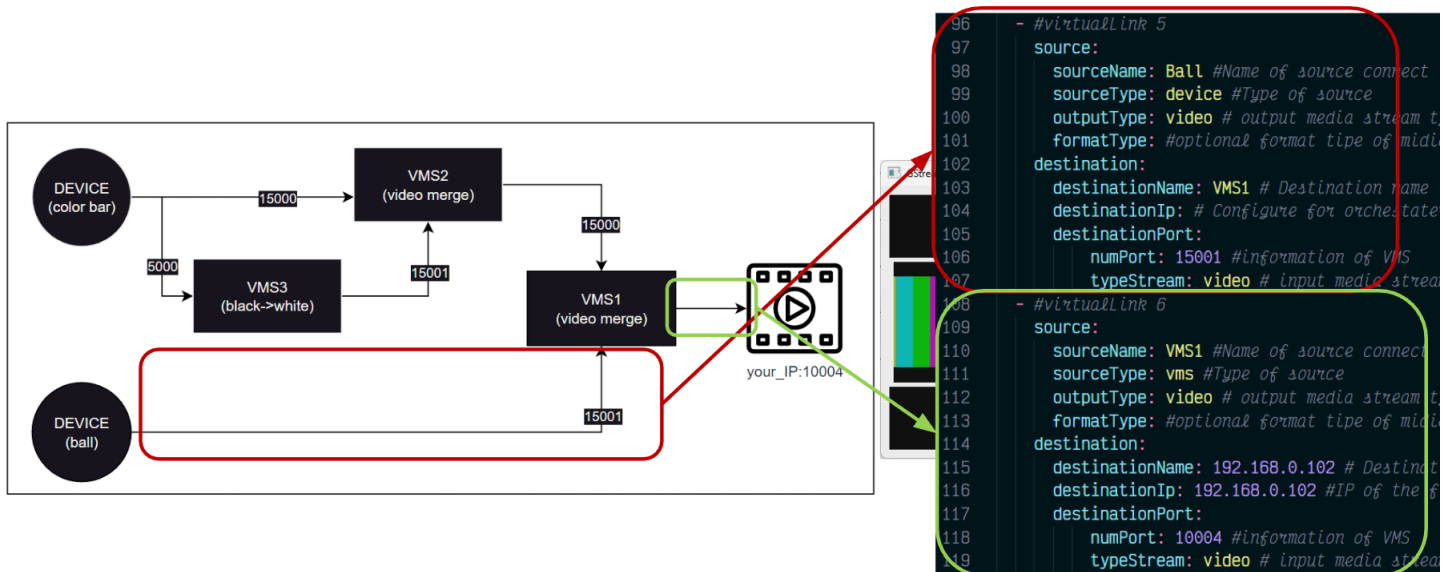 DEVICE
(color bar)
15000
VMS2
(video merge)
5000
VMS3
(black->white)
15001
15000
VMS1
(video merge)
your_IP:10004
DEVICE
(ball)
15001
96 - #virtualLink 5
97 source:
98 sourceName: Ball #Name of source connect
99 sourceType: device #Type of source
100 outputType: video # output media stream
101 formatType: #optional format tipe of
102 destination:
103 destinationName: VMS1 # Destination name
104 destinationIp: # Configure for
105 destinationPort:
106 numPort: 15001 #information of VMS
107 typeStream: video # input media stream
108 - #virtualLink 6
109 source:
110 sourceName: VMS1 #Name of source connect
111 sourceType: vms #Type of source
112 outputType: video # output media stream
113 formatType: #optional format tipe of
114 destination:
115 destinationName: 192.168.0.102 #
116 destinationIp: 192.168.0.102 #IP of the
117 destinationPort:
118 numPort: 10004 #information of VMS
119 typeStream: video # input media